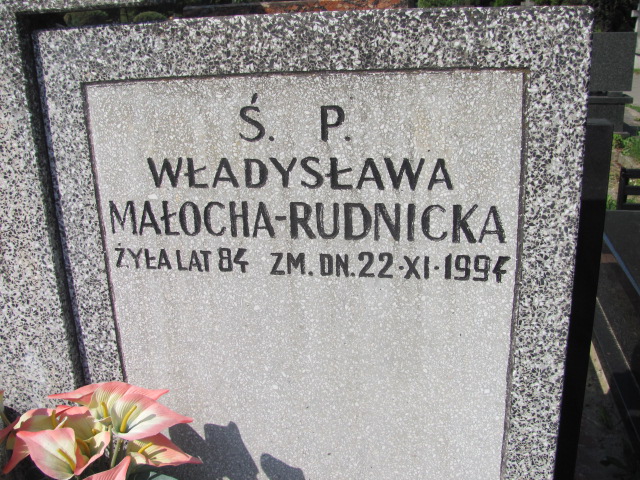 Ś. P.
WŁADYSŁAWA
MAŁOCHA-RUDNICKA
ŻYŁA LAT 84 ZM. DN. 22·XI·1994